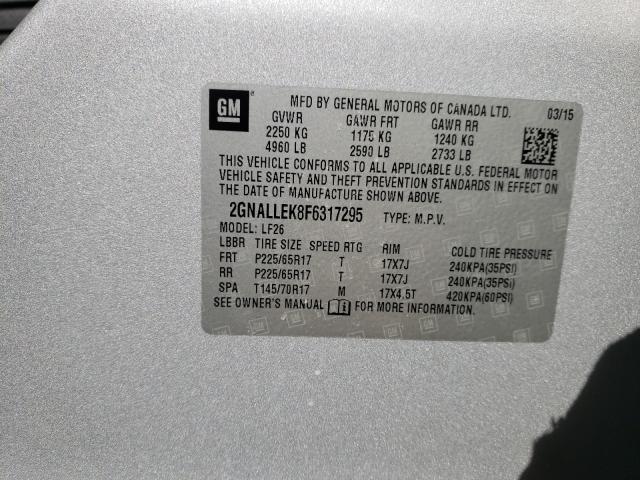 GM ® MFD BY GENERAL MOTORS OF CANADA LTD. 03/15
GVWR GAWR FRT GAWR RR
2250 KG 1175 KG 1240 KG
4960 LB 2590 LB 2733 LB
THIS VEHICLE CONFORMS TO ALL APPLICABLE U.S. FEDERAL MOTOR
VEHICLE SAFETY AND THEFT PREVENTION STANDARDS IN EFFECT ON
THE DATE OF MANUFACTURE SHOWN ABOVE.
2GNALLEK8F6317295 TYPE: M.P.V.
MODEL: LF26
LBBR TIRE SIZE SPEED RTG RIM COLD TIRE PRESSURE
FRT P225/65R17 T 17X7J 240KPA(35PSI)
RR P225/65R17 T 17X7J 240KPA(35PSI)
SPA T145/70R17 M 17X4.5T 420KPA(60PSI)
SEE OWNER'S MANUAL FOR MORE INFORMATION.